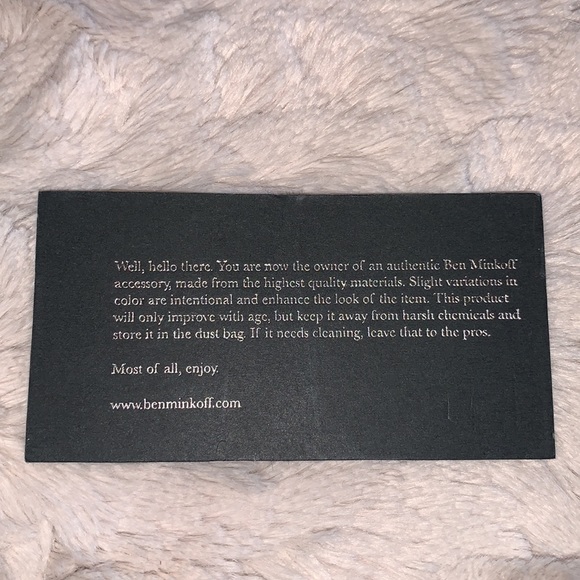 Well, hello there. You are now the owner of an authentic Ben Minkoff
accessory, made from the highest quality materials. Slight variations in
color are intentional and enhance the look of the item. This product
will only improve with age, but keep it away from harsh chemicals and
store it in the dust bag. If it needs cleaning, leave that to the pros.
Most of all, enjoy.
www.benminkoff.com